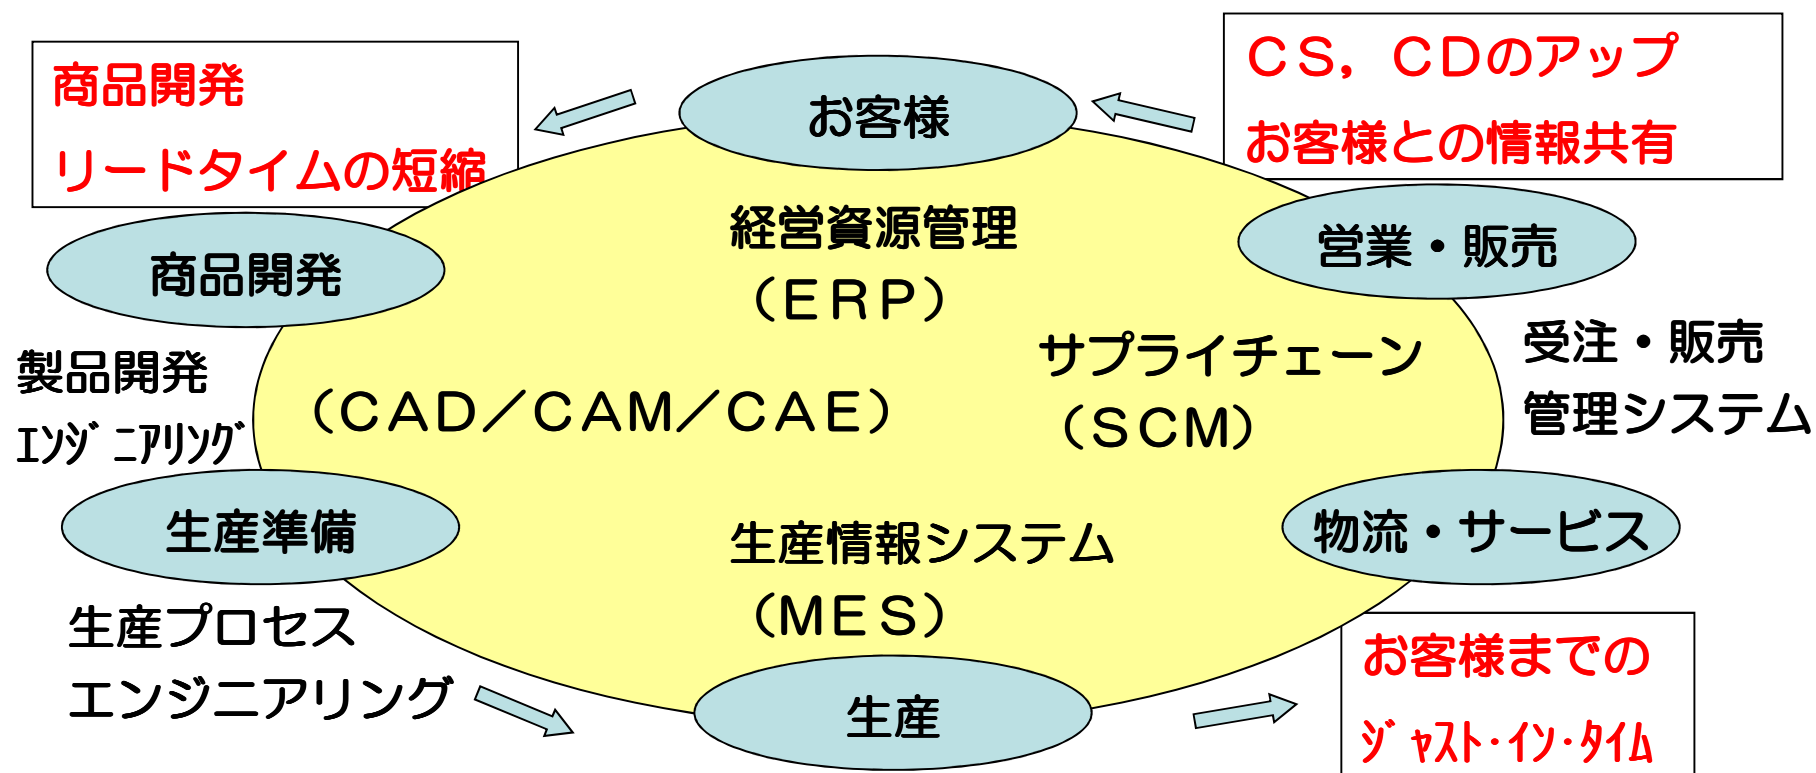 商品開発
リードタイムの短縮
お客様
ＣＳ，ＣＤのアップ
お客様との情報共有
商品開発
経営資源管理
（ＥＲＰ）
営業・販売
製品開発
ｴﾝｼﾞﾆｱﾘﾝｸﾞ
（ＣＡＤ／ＣＡＭ／ＣＡＥ）
サプライチェーン
（ＳＣＭ）
受注・販売
管理システム
生産準備
生産情報システム
（ＭＥＳ）
物流・サービス
生産プロセス
エンジニアリング
生産
お客様までの
ｼﾞｬｽﾄ･ｲﾝ･ﾀｲﾑ